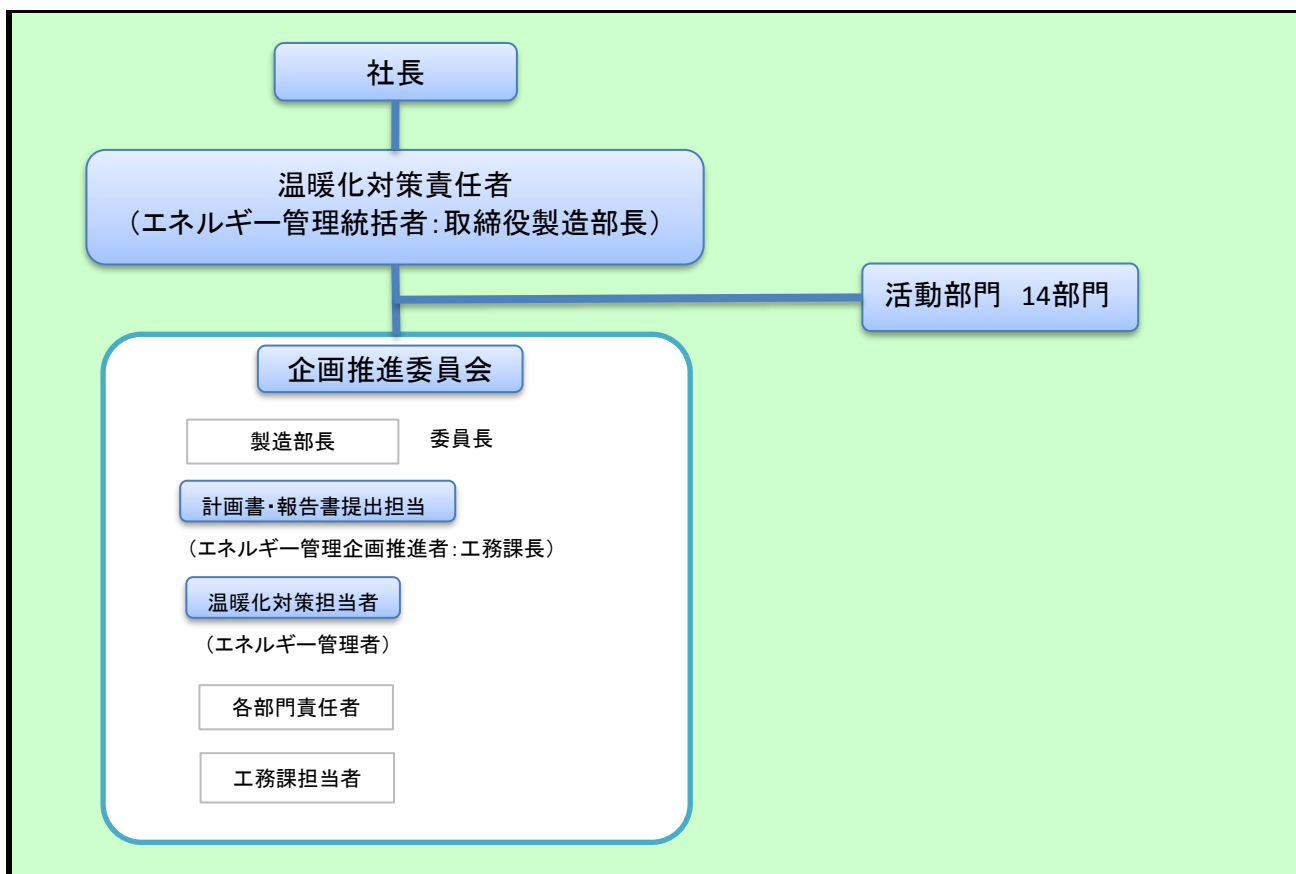 社長
温暖化対策責任者
（エネルギー管理統括者：取締役製造部長）
活動部門　14部門
企画推進委員会
製造部長　委員長
計画書・報告書提出担当
（エネルギー管理企画推進者：工務課長）
温暖化対策担当者
（エネルギー管理者）
各部門責任者
工務課担当者